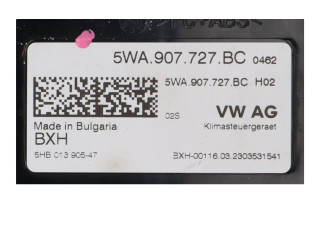 5WA.907.727.BC 0462
5WA.907.727.BC H02
02S VW AG
Made in Bulgaria Klimasteuergeraet
BXH
5HB 013 905-47 BXH-00116.03.2303531541